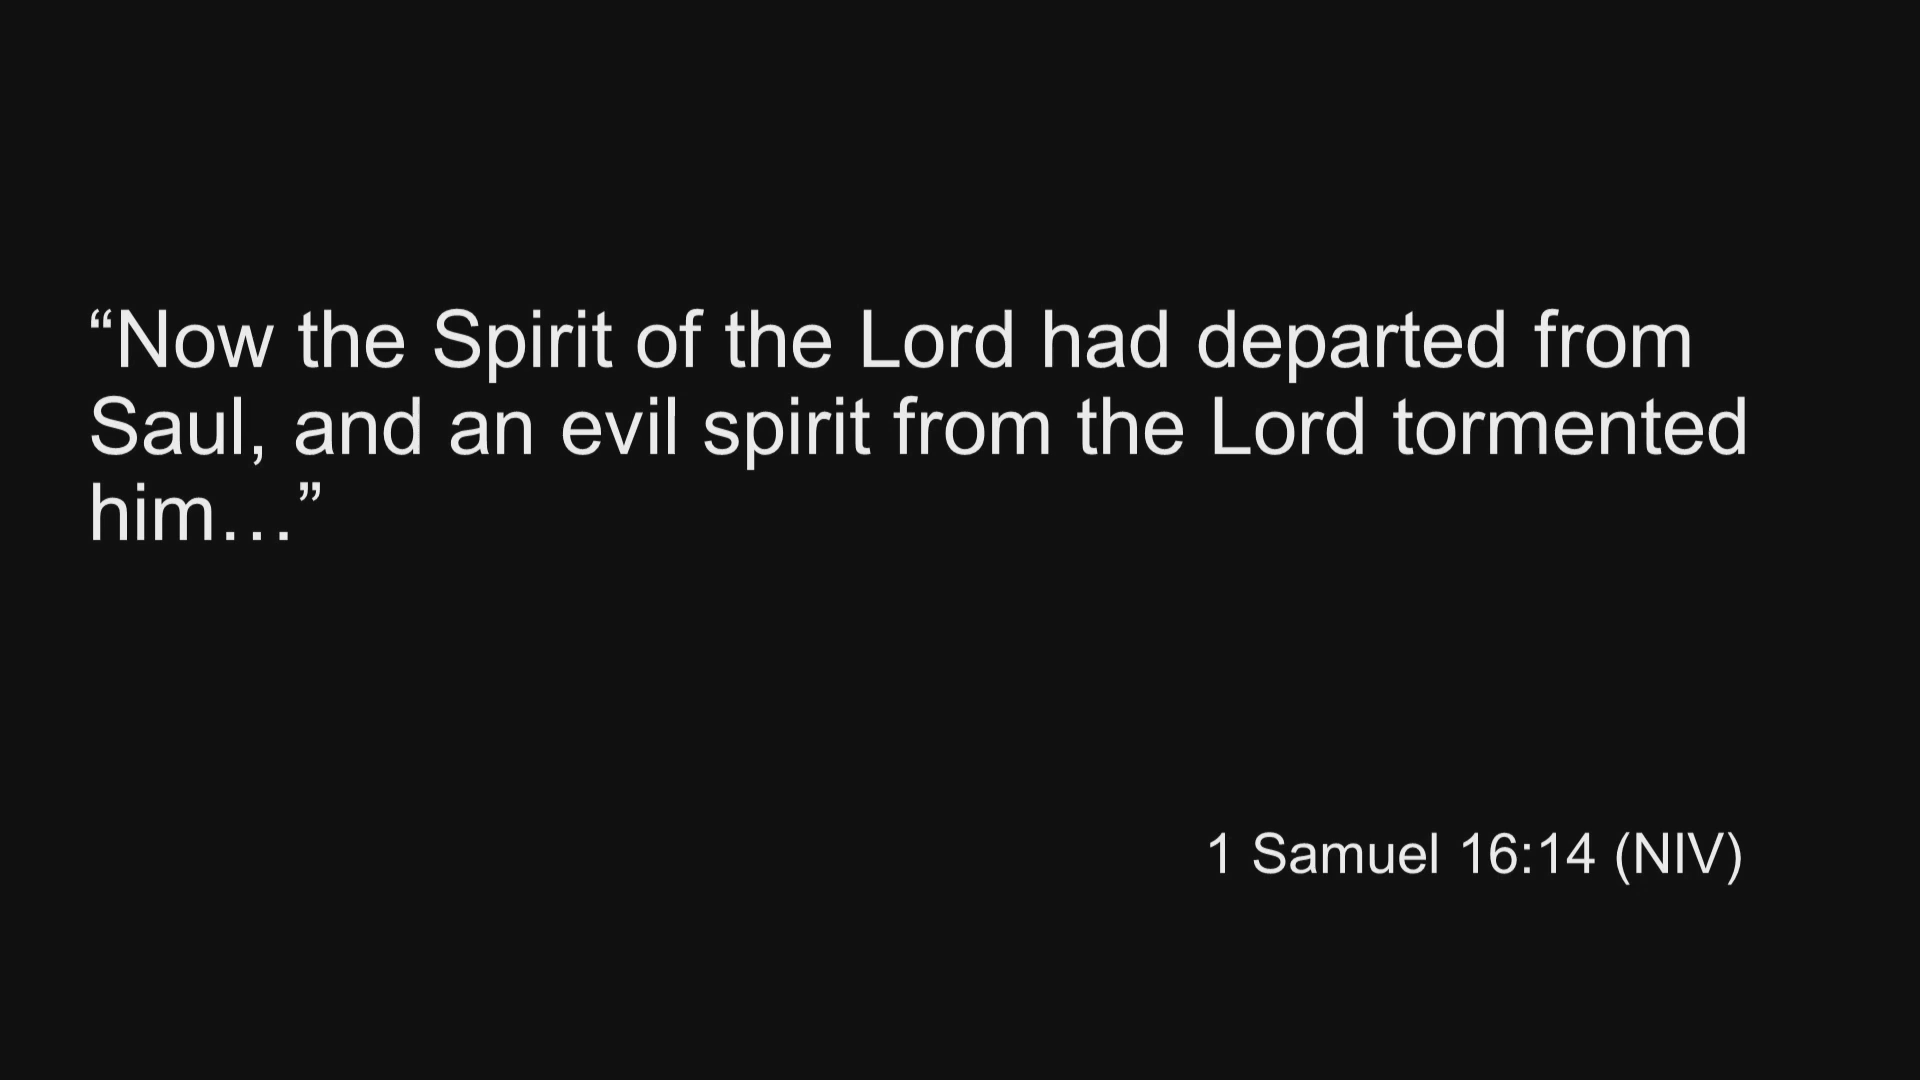 “Now the Spirit of the Lord had departed from
Saul, and an evil spirit from the Lord tormented
him…”
1 Samuel 16:14 (NIV)